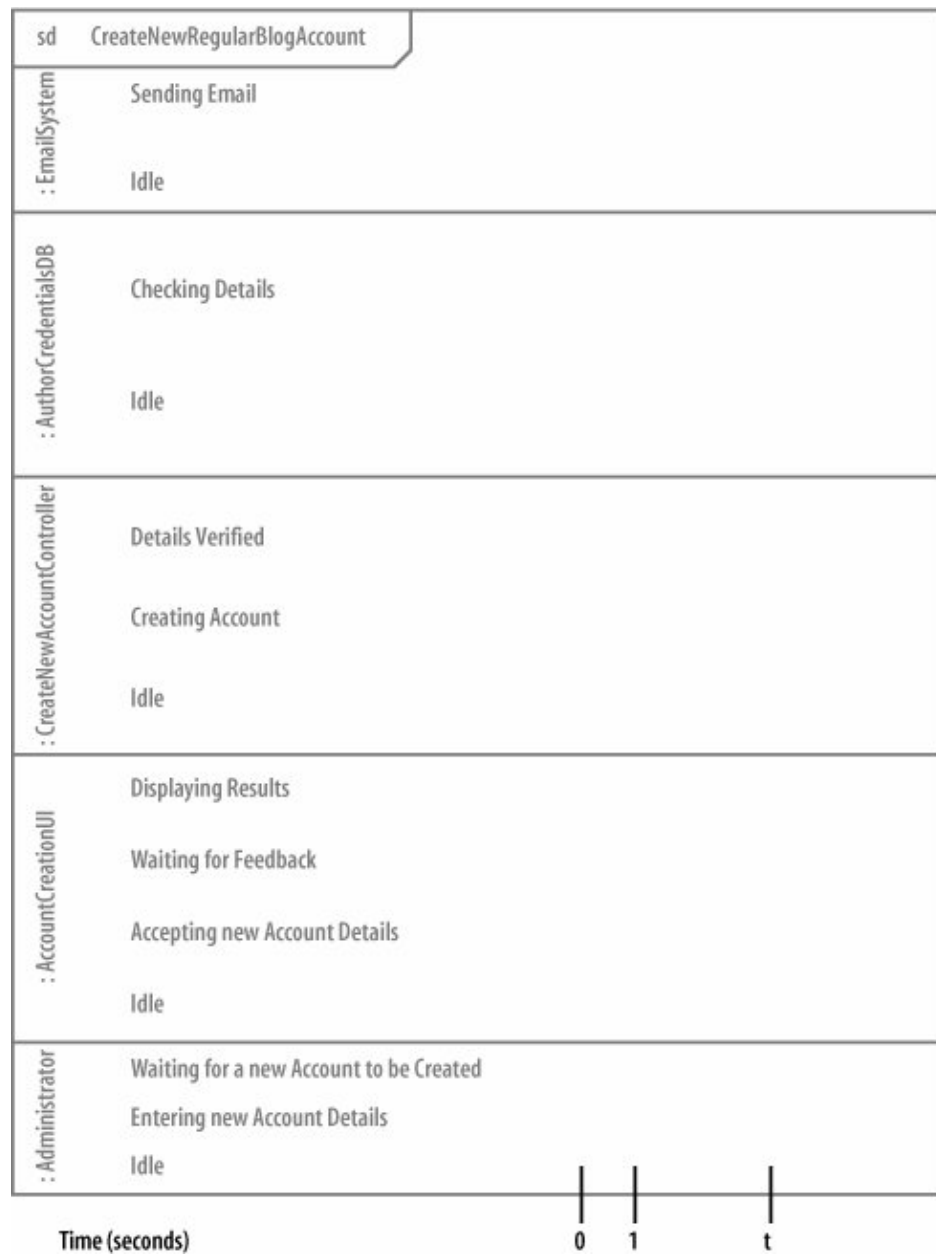 sd CreateNewRegularBlogAccount
: EmailSystem
Sending Email
Idle
: AuthorCredentialsDB
Checking Details
Idle
: CreateNewAccountController
Details Verified
Creating Account
Idle
: AccountCreationUI
Displaying Results
Waiting for Feedback
Accepting new Account Details
Idle
: Administrator
Waiting for a new Account to be Created
Entering new Account Details
Idle
Time (seconds) 0 1 t